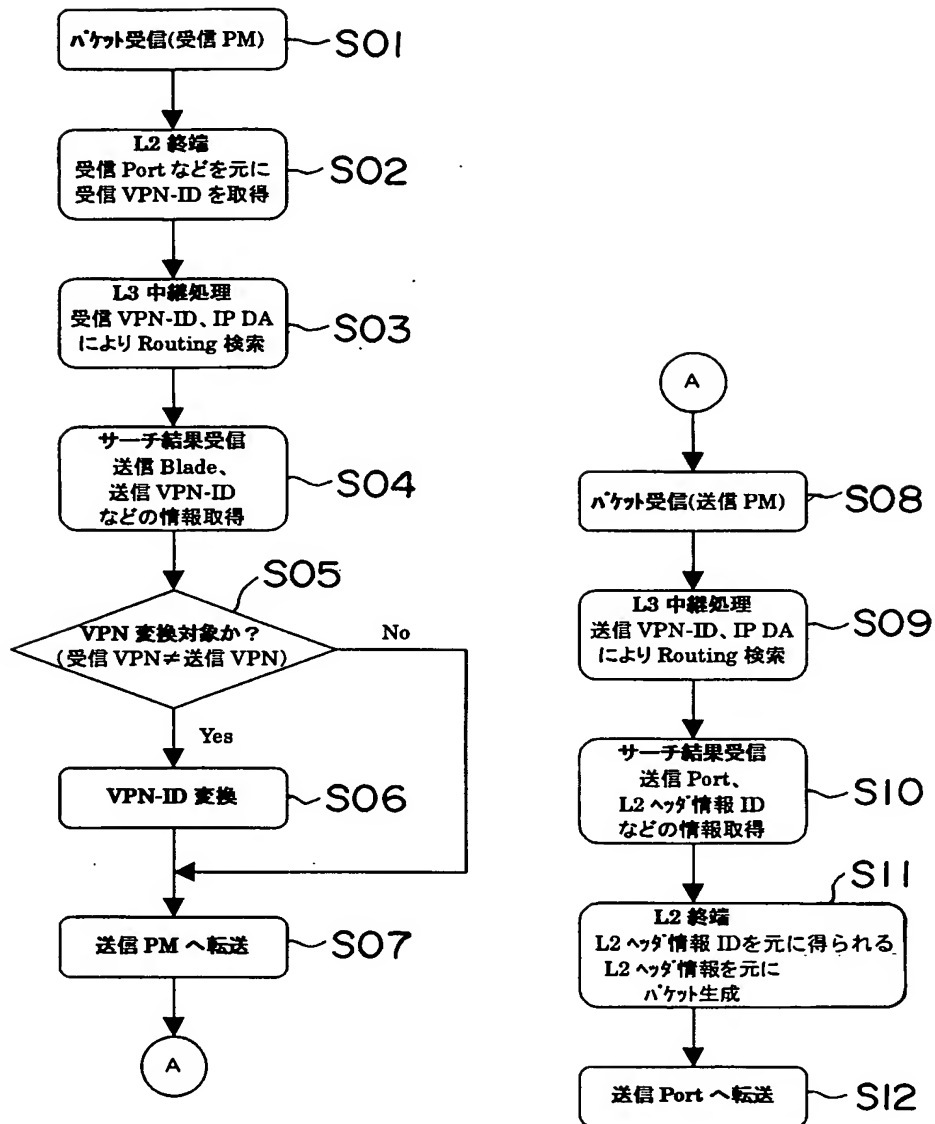 パケット受信(受信 PM)
S01
L2 終端
受信 Port などを元に
受信 VPN-ID を取得
S02
L3 中継処理
受信 VPN-ID、IP DA
により Routing 検索
S03
サーチ結果受信
送信 Blade、
送信 VPN-ID
などの情報取得
S04
S05
VPN 変換対象か？
(受信 VPN≠送信 VPN)
No
Yes
VPN-ID 変換
S06
送信 PM へ転送
S07
A
A
パケット受信(送信 PM)
S08
L3 中継処理
送信 VPN-ID、IP DA
により Routing 検索
S09
サーチ結果受信
送信 Port、
L2 ヘッダ情報 ID
などの情報取得
S10
S11
L2 終端
L2 ヘッダ情報 IDを元に得られる
L2 ヘッダ情報を元に
パケット生成
送信 Port へ転送
S12